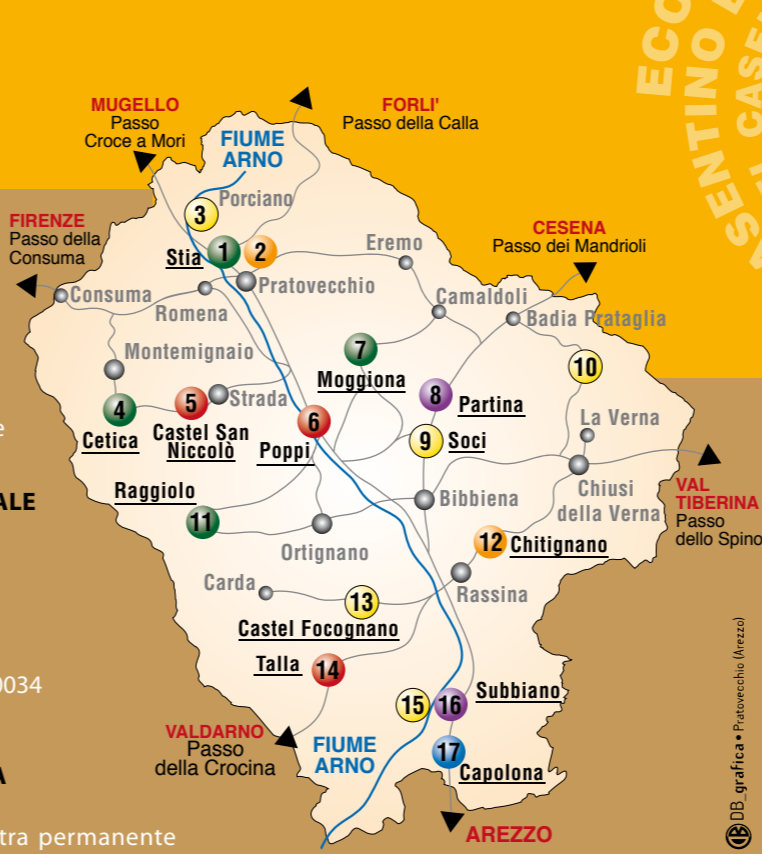 ECO
SENTINO E
EL CASE
MUGELLO
Passo
Croce a Mori
FORLI'
Passo della Calla
FIUME
ARNO
Porciano
3
FIRENZE
Passo della
Consuma
CESENA
Passo dei Mandrioli
Stia
1
2
Eremo
Consuma
Pratovecchio
Romena
Camaldoli
Badia Prataglia
Montemignaio
7
Moggiona
10
4
Cetica
5
Strada
Castel San
Niccolò
6
Poppi
8
Partina
9
Soci
La Verna
Raggiolo
11
Bibbiena
Chiusi
della Verna
VAL
TIBERINA
Passo
dello Spino
ALE
Ortignano
12
Chitignano
Carda
13
Rassina
Castel Focognano
Talla
14
0034
15
16
Subbiano
VALDARNO
Passo
della Crocina
FIUME
ARNO
17
Capolona
A
AREZZO
tra permanente
e
DB_grafica • Pratovecchio (Arezzo)